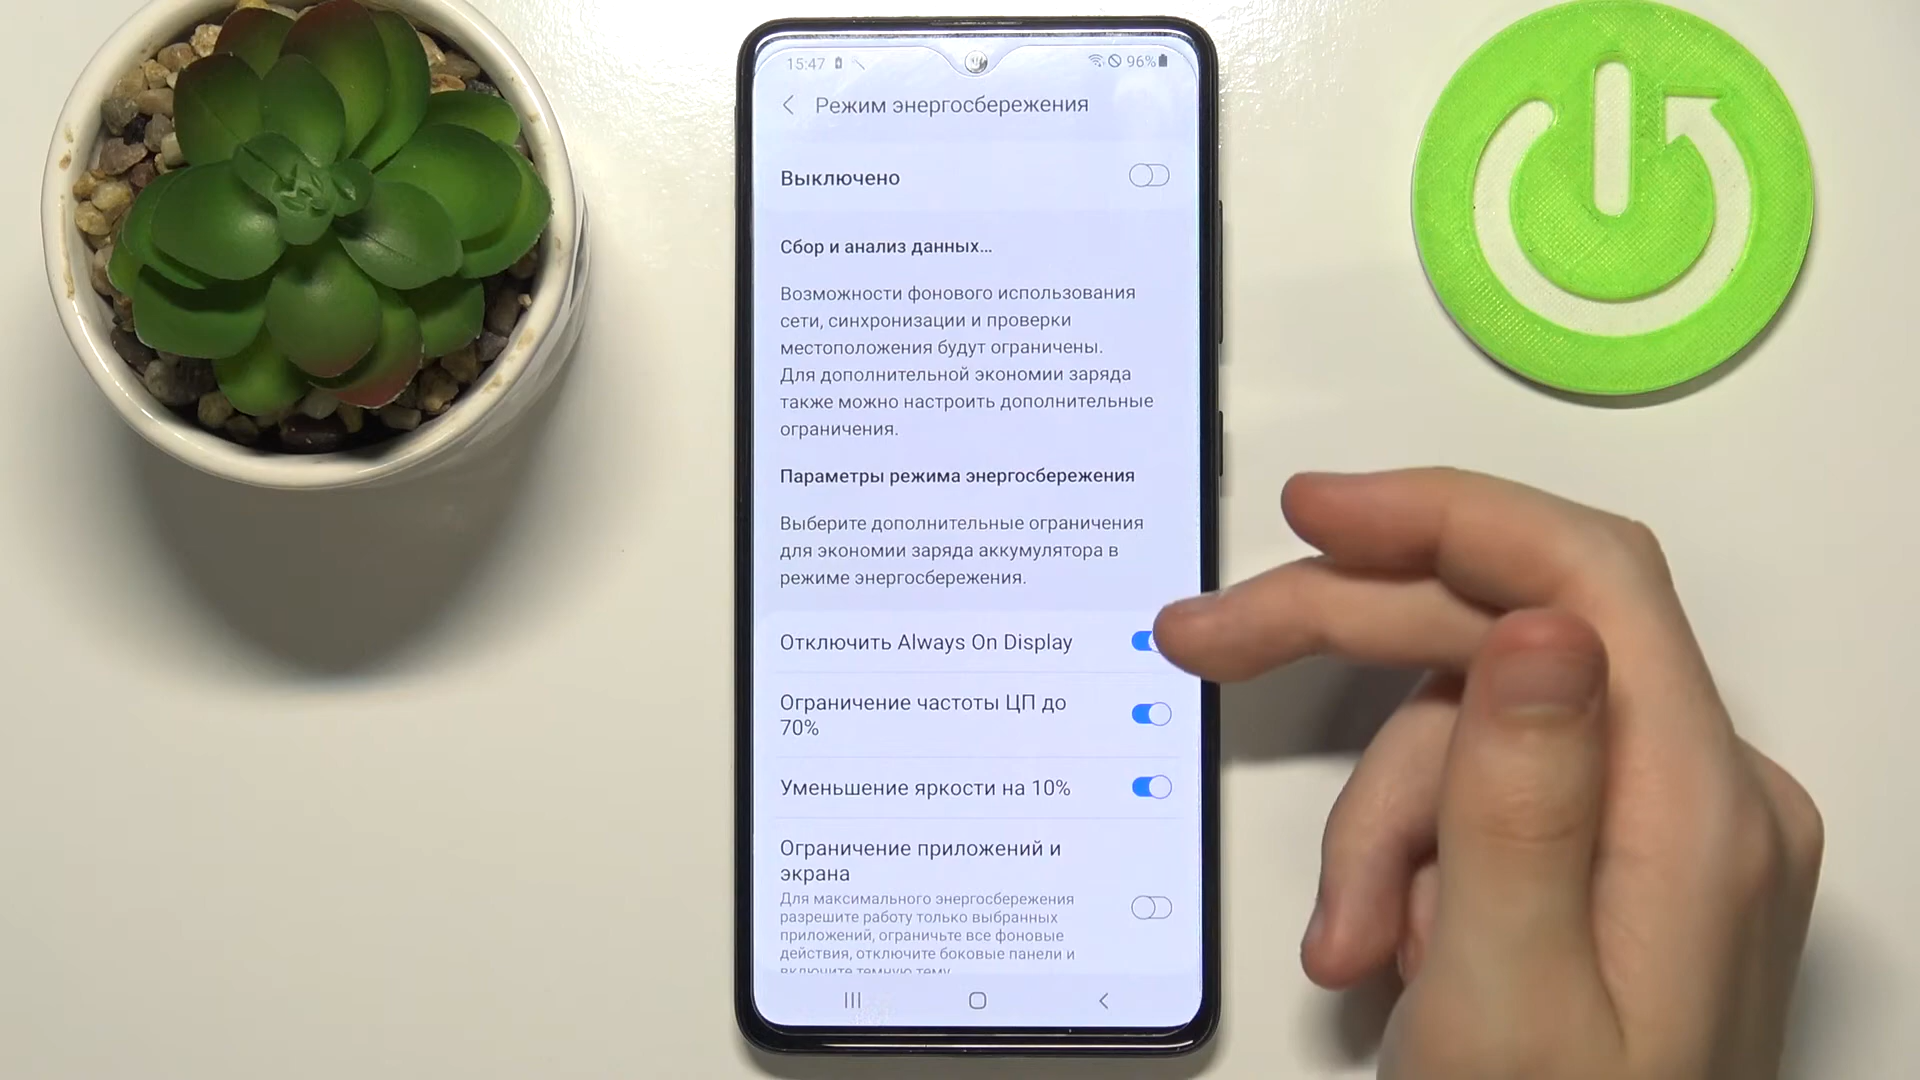 15:47 96%
Режим энергосбережения
Выключено
Сбор и анализ данных...
Возможности фонового использования
сети, синхронизации и проверки
местоположения будут ограничены.
Для дополнительной экономии заряда
также можно настроить дополнительные
ограничения.
Параметры режима энергосбережения
Выберите дополнительные ограничения
для экономии заряда аккумулятора в
режиме энергосбережения.
Отключить Always On Display
Ограничение частоты ЦП до
70%
Уменьшение яркости на 10%
Ограничение приложений и
экрана
Для максимального энергосбережения
разрешите работу только выбранных
приложений, ограничьте все фоновые
действия, отключите боковые панели и
включите темную тему.